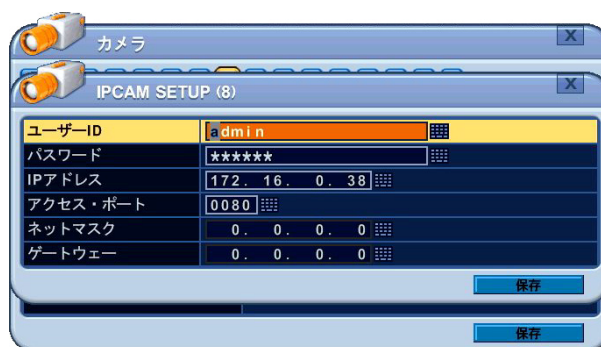 カメラ
X
IPCAM SETUP (8)
X
ユーザーID admin
パスワード ******
IPアドレス 172. 16. 0. 38
アクセス・ポート 0080
ネットマスク 0. 0. 0. 0
ゲートウェー 0. 0. 0. 0
保存
保存